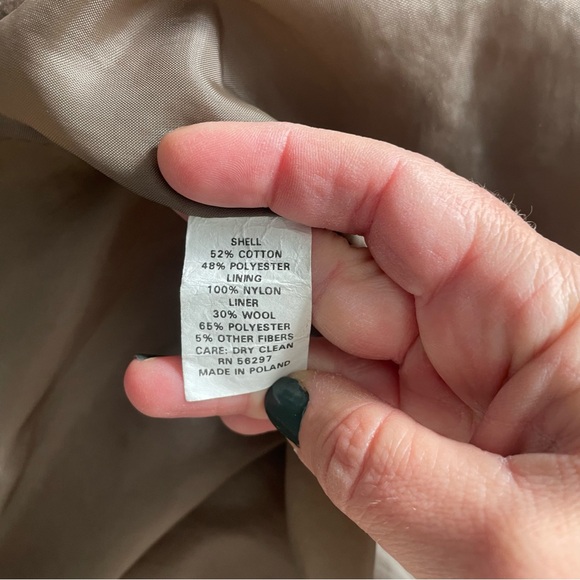 SHELL
52% COTTON
48% POLYESTER
LINING
100% NYLON
LINER
30% WOOL
65% POLYESTER
5% OTHER FIBERS
CARE: DRY CLEAN
RN 56297
MADE IN POLAND